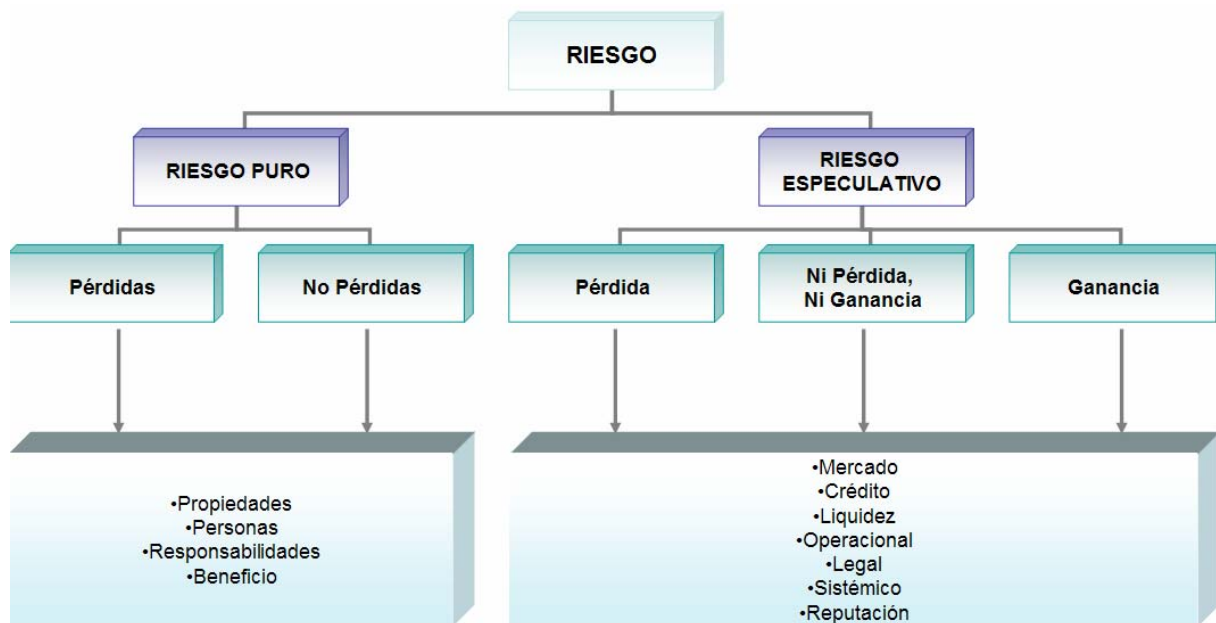 RIESGO
RIESGO PURO
RIESGO
ESPECULATIVO
Pérdidas
No Pérdidas
Pérdida
Ni Pérdida,
Ni Ganancia
Ganancia
•Propiedades
•Personas
•Responsabilidades
•Beneficio
•Mercado
•Crédito
•Liquidez
•Operacional
•Legal
•Sistémico
•Reputación